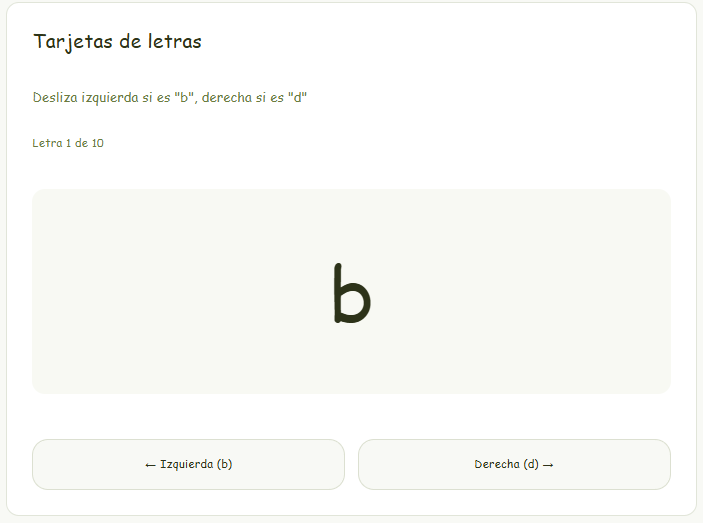 Tarjetas de letras
Desliza izquierda si es "b", derecha si es "d"
Letra 1 de 10
b
← Izquierda (b)
Derecha (d) →